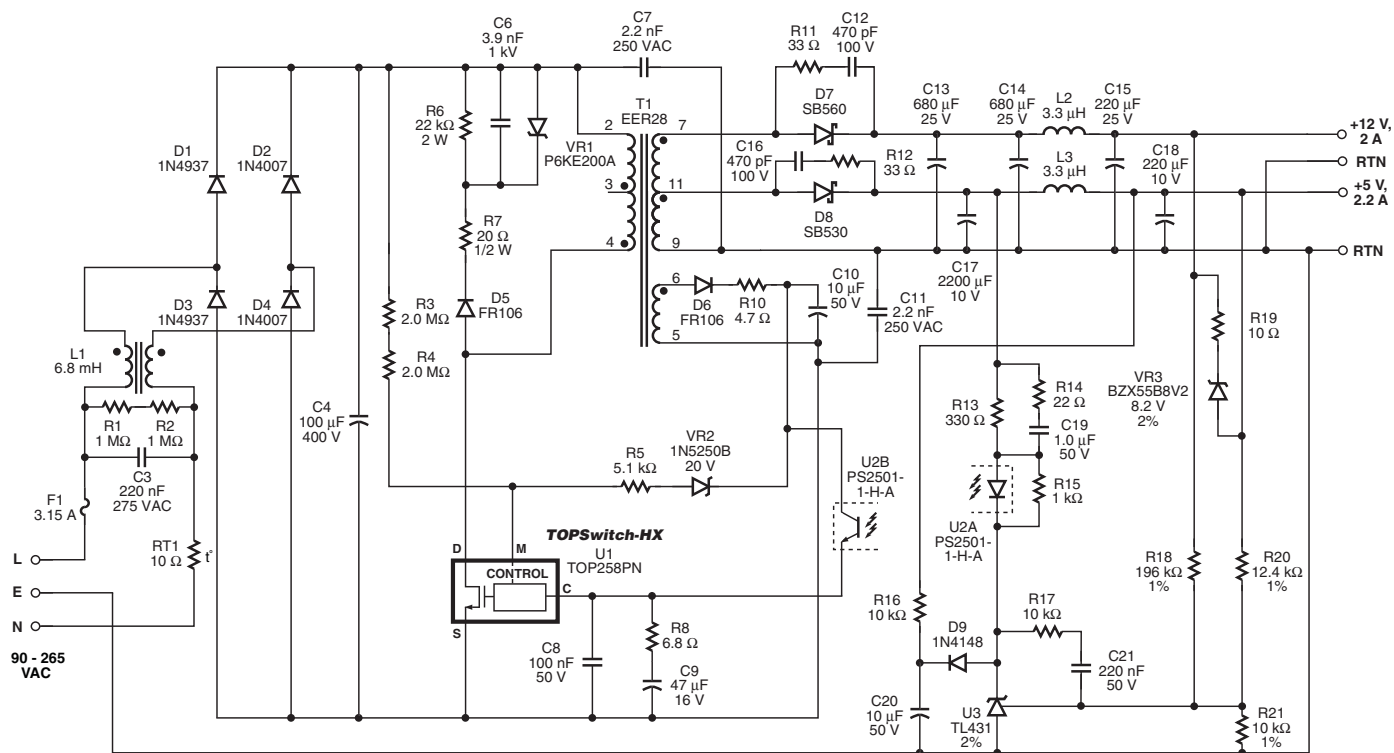 C6
3.9 nF
1 kV
C7
2.2 nF
250 VAC
R11
33 Ω
C12
470 pF
100 V
D7
SB560
C13
680 μF
25 V
C14
680 μF
25 V
L2
3.3 μH
C15
220 μF
25 V
+12 V,
2 A
RTN
+5 V,
2.2 A
RTN
R6
22 kΩ
2 W
VR1
P6KE200A
T1
EER28
2
3
4
7
11
9
6
5
C16
470 pF
100 V
R12
33 Ω
D8
SB530
L3
3.3 μH
C18
220 μF
10 V
D1
1N4937
D2
1N4007
D3
1N4937
D4
1N4007
R7
20 Ω
1/2 W
D5
FR106
D6
FR106
R10
4.7 Ω
C10
10 μF
50 V
C11
2.2 nF
250 VAC
C17
2200 μF
10 V
R3
2.0 MΩ
R4
2.0 MΩ
L1
6.8 mH
R1
1 MΩ
R2
1 MΩ
C3
220 nF
275 VAC
C4
100 μF
400 V
F1
3.15 A
RT1
10 Ω
t°
L
E
N
90 - 265
VAC
R5
5.1 kΩ
VR2
1N5250B
20 V
U2B
PS2501-
1-H-A
R13
330 Ω
R14
22 Ω
C19
1.0 μF
50 V
R15
1 kΩ
U2A
PS2501-
1-H-A
R19
10 Ω
VR3
BZX55B8V2
8.2 V
2%
TOPSwitch-HX
U1
TOP258PN
D
M
CONTROL
C
S
C8
100 nF
50 V
R8
6.8 Ω
C9
47 μF
16 V
R16
10 kΩ
D9
1N4148
R17
10 kΩ
C21
220 nF
50 V
R18
196 kΩ
1%
R20
12.4 kΩ
1%
C20
10 μF
50 V
U3
TL431
2%
R21
10 kΩ
1%